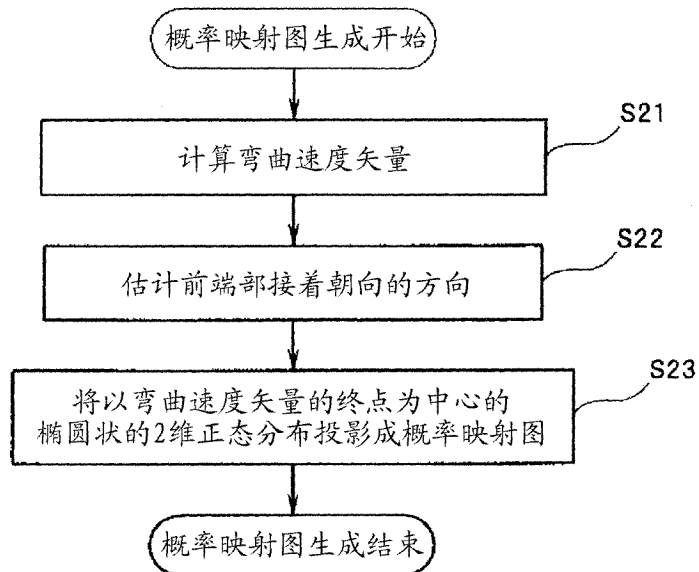 概率映射图生成开始
S21
计算弯曲速度矢量
S22
估计前端部接着朝向的方向
S23
将以弯曲速度矢量的终点为中心的
椭圆状的2维正态分布投影成概率映射图
概率映射图生成结束